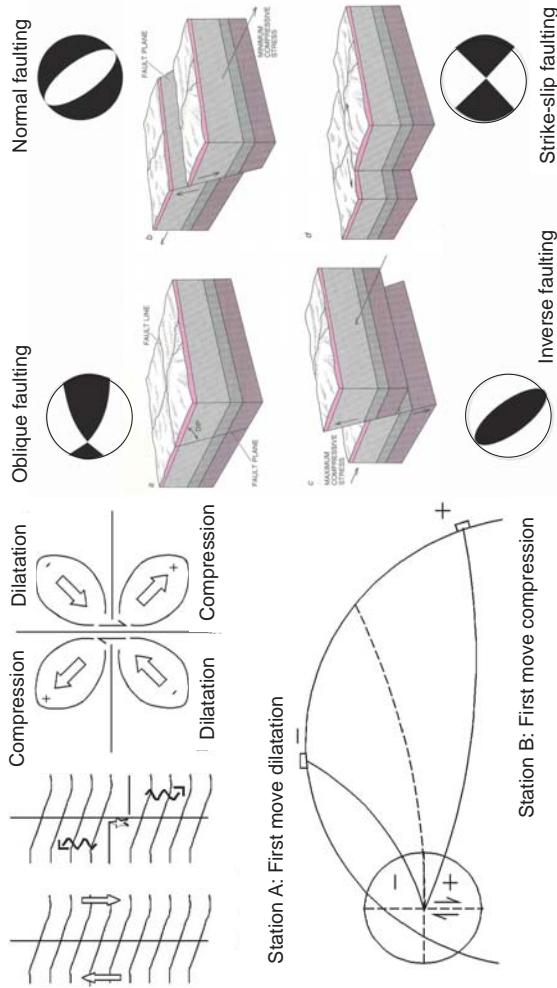 Compression
Dilatation
+
-
-
+
Dilatation
Compression
Station A: First move dilatation
-
+
-
+
Station B: First move compression
Oblique faulting
Normal faulting
a
FAULT LINE
DIP
FAULT PLANE
b
FAULT PLANE
MINIMUM
COMPRESSIVE
STRESS
MAXIMUM
COMPRESSIVE
STRESS
c
d
Inverse faulting
Strike-slip faulting